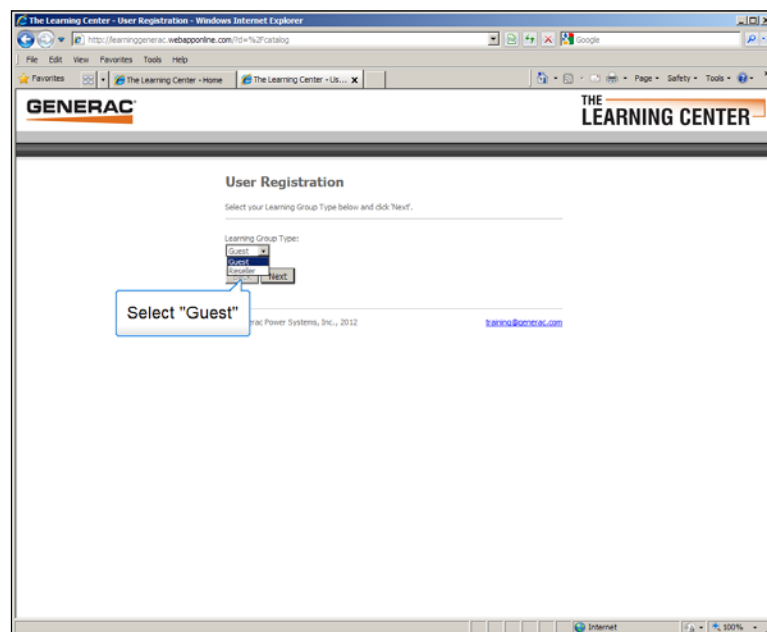 The Learning Center - User Registration - Windows Internet Explorer
http://learninggenerac.webapponline.com/?d=%2Fcatalog
Google
File Edit View Favorites Tools Help
Favorites The Learning Center - Home The Learning Center - Us... X Page Safety Tools
GENERAC
THE
LEARNING CENTER
User Registration
Select your Learning Group Type below and click 'Next'.
Learning Group Type:
Guest
Guest
Reseller
Next
Select "Guest"
erac Power Systems, Inc., 2012 training@generac.com
Internet 100%